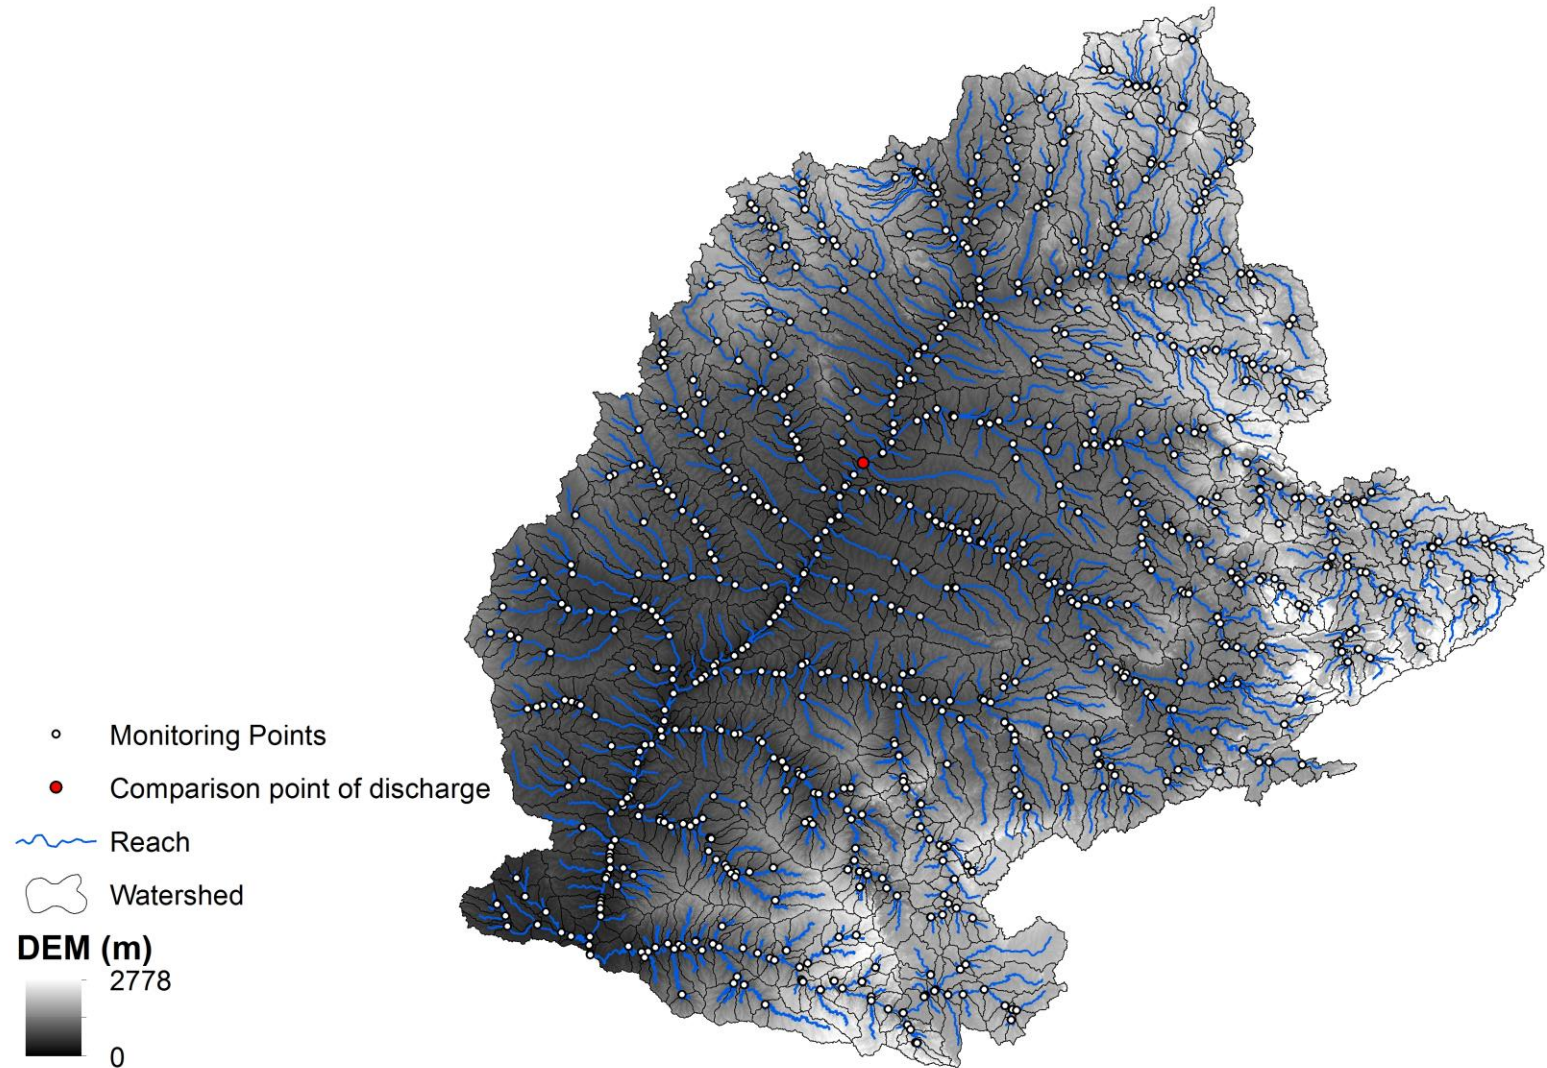 Monitoring Points
Comparison point of discharge
Reach
Watershed
DEM (m)
2778
0